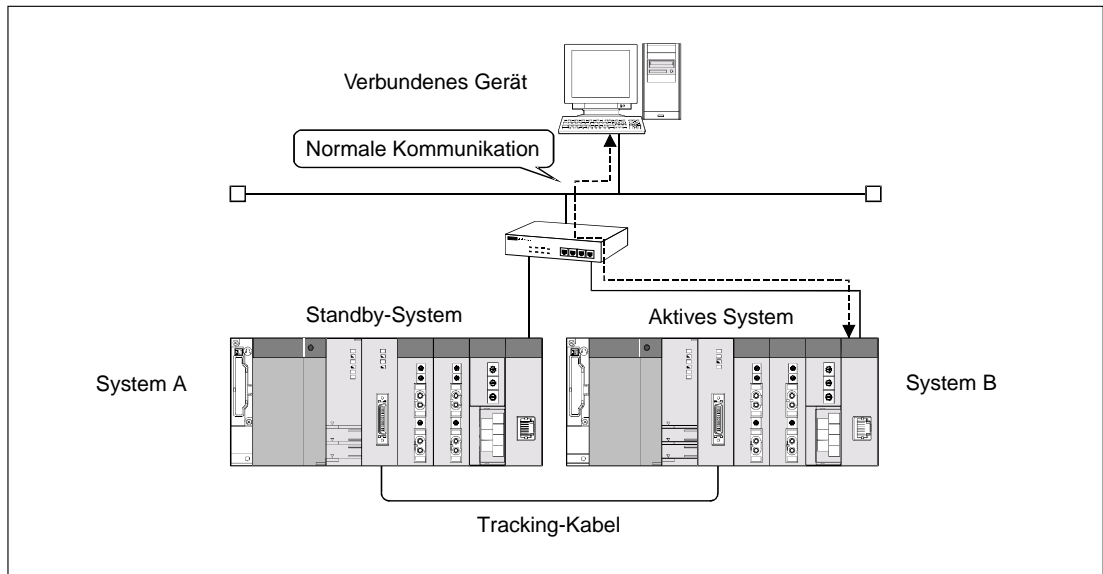 Verbundenes Gerät
Normale Kommunikation
Standby-System
Aktives System
System A
System B
Tracking-Kabel